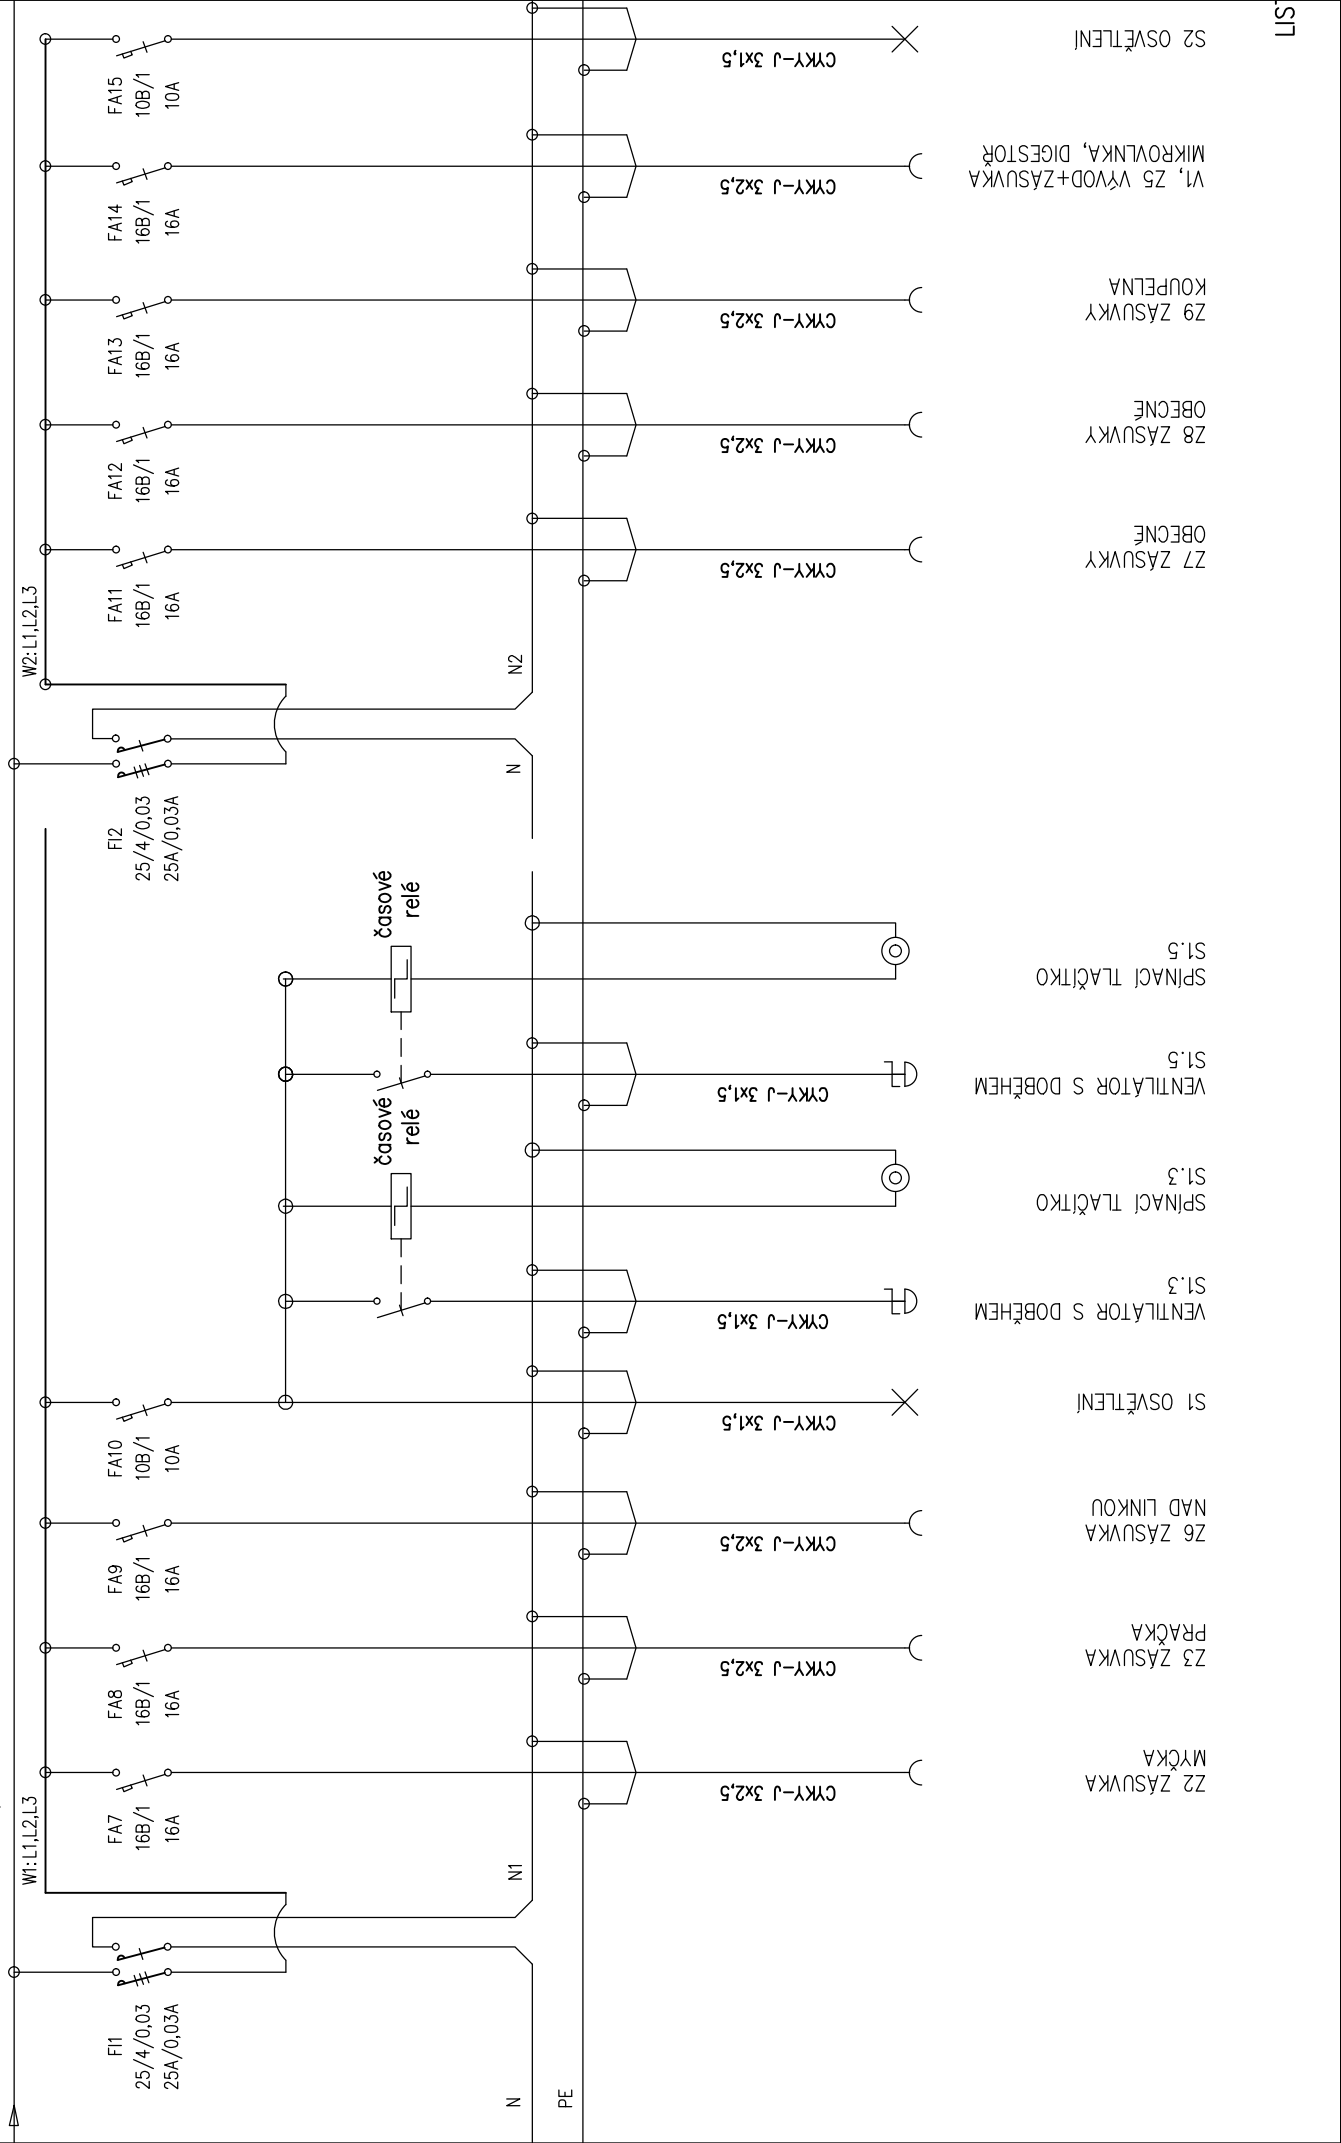 FI1
25/4/0,03
25A/0,03A
N
PE
W1:L1,L2,L3
N1
FA7
16B/1
16A
CYKY-J 3x2,5
Z2 ZÁSUVKA
MYČKA
FA8
16B/1
16A
CYKY-J 3x2,5
Z3 ZÁSUVKA
PRAČKA
FA9
16B/1
16A
CYKY-J 3x2,5
Z6 ZÁSUVKA
NAD LINKOU
FA10
10B/1
10A
CYKY-J 3x1,5
S1 OSVĚTLENÍ
CYKY-J 3x1,5
VENTILÁTOR S DOBĚHEM
S1.3
časové
relé
SPÍNACÍ TLAČÍTKO
S1.3
CYKY-J 3x1,5
VENTILÁTOR S DOBĚHEM
S1.5
časové
relé
SPÍNACÍ TLAČÍTKO
S1.5
FI2
25/4/0,03
25A/0,03A
N
W2:L1,L2,L3
N2
FA11
16B/1
16A
CYKY-J 3x2,5
Z7 ZÁSUVKY
OBECNÉ
FA12
16B/1
16A
CYKY-J 3x2,5
Z8 ZÁSUVKY
OBECNÉ
FA13
16B/1
16A
CYKY-J 3x2,5
Z9 ZÁSUVKY
KOUPELNA
FA14
16B/1
16A
CYKY-J 3x2,5
V1, Z5 VÝVOD+ZÁSUVKA
MIKROVLNKA, DIGESTOŘ
FA15
10B/1
10A
CYKY-J 3x1,5
S2 OSVĚTLENÍ